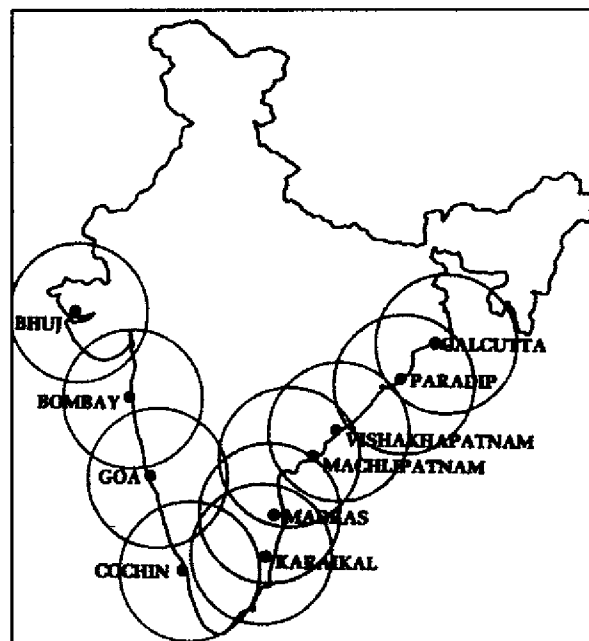 BHUJ
CALCUTTA
PARADIP
BOMBAY
VISHAKHAPATNAM
MACHLIPATNAM
GOA
MADRAS
KARAIKAL
COCHIN